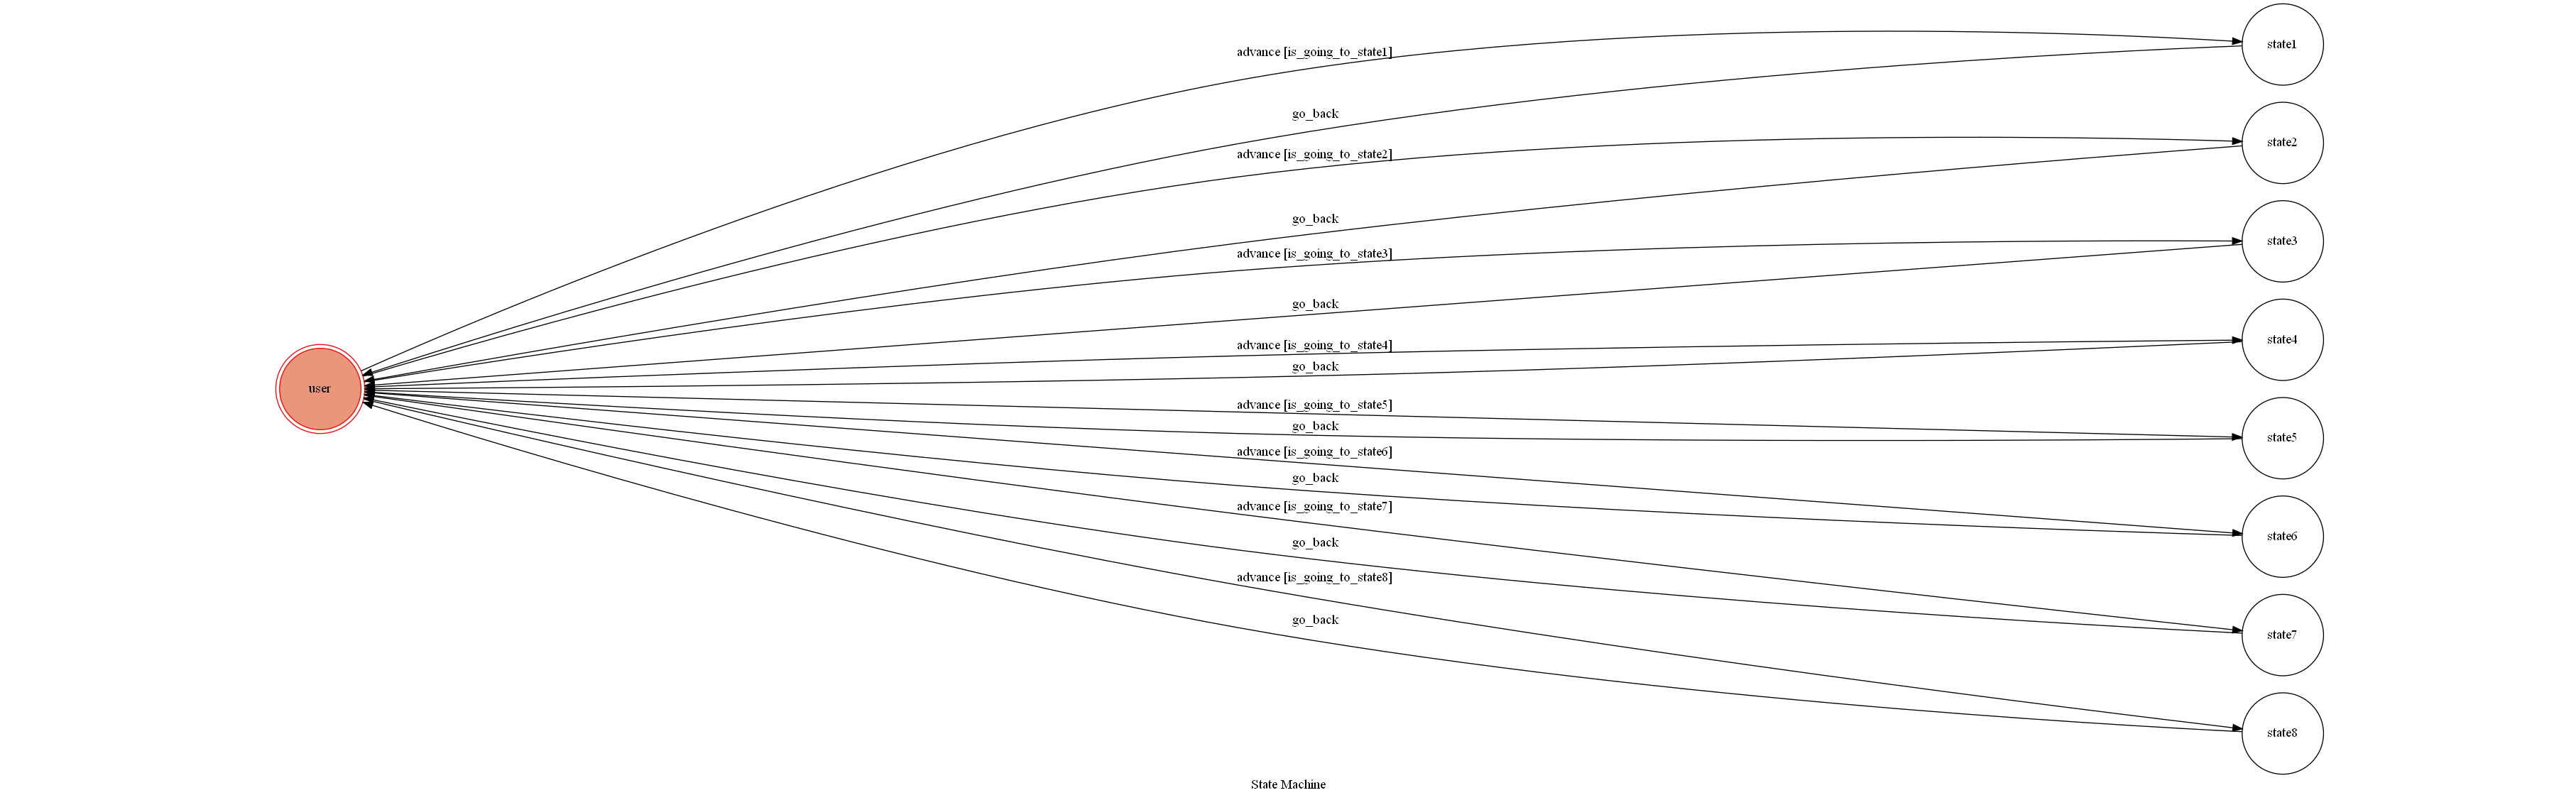 advance [is_going_to_state1]
state1
go_back
advance [is_going_to_state2]
state2
go_back
advance [is_going_to_state3]
state3
go_back
advance [is_going_to_state4]
state4
go_back
user
advance [is_going_to_state5]
go_back
state5
advance [is_going_to_state6]
go_back
advance [is_going_to_state7]
state6
go_back
advance [is_going_to_state8]
go_back
state7
state8
State Machine